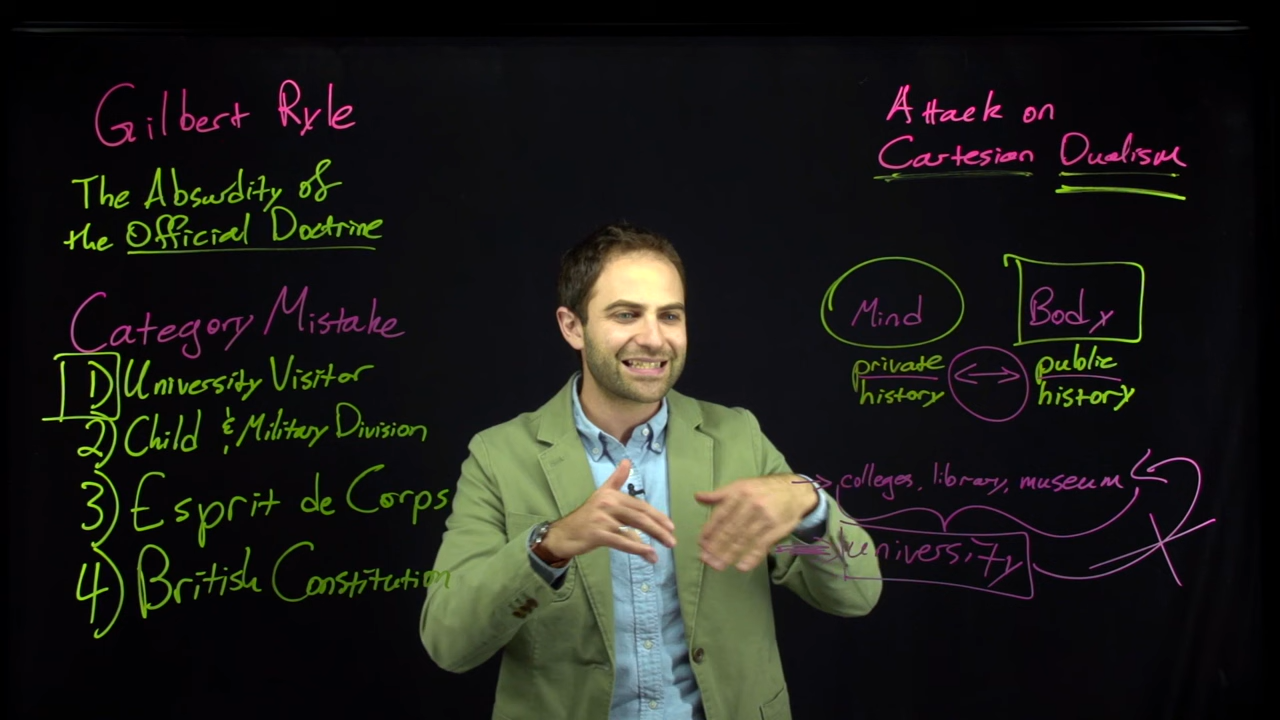 Gilbert Ryle
The Absurdity of
the Official Doctrine
Category Mistake
1) University Visitor
2) Child & Military Division
3) Esprit de Corps
4) British Constitution
Attack on
Cartesian Dualism
Mind
Body
private
history
public
history
colleges, library, museum
university